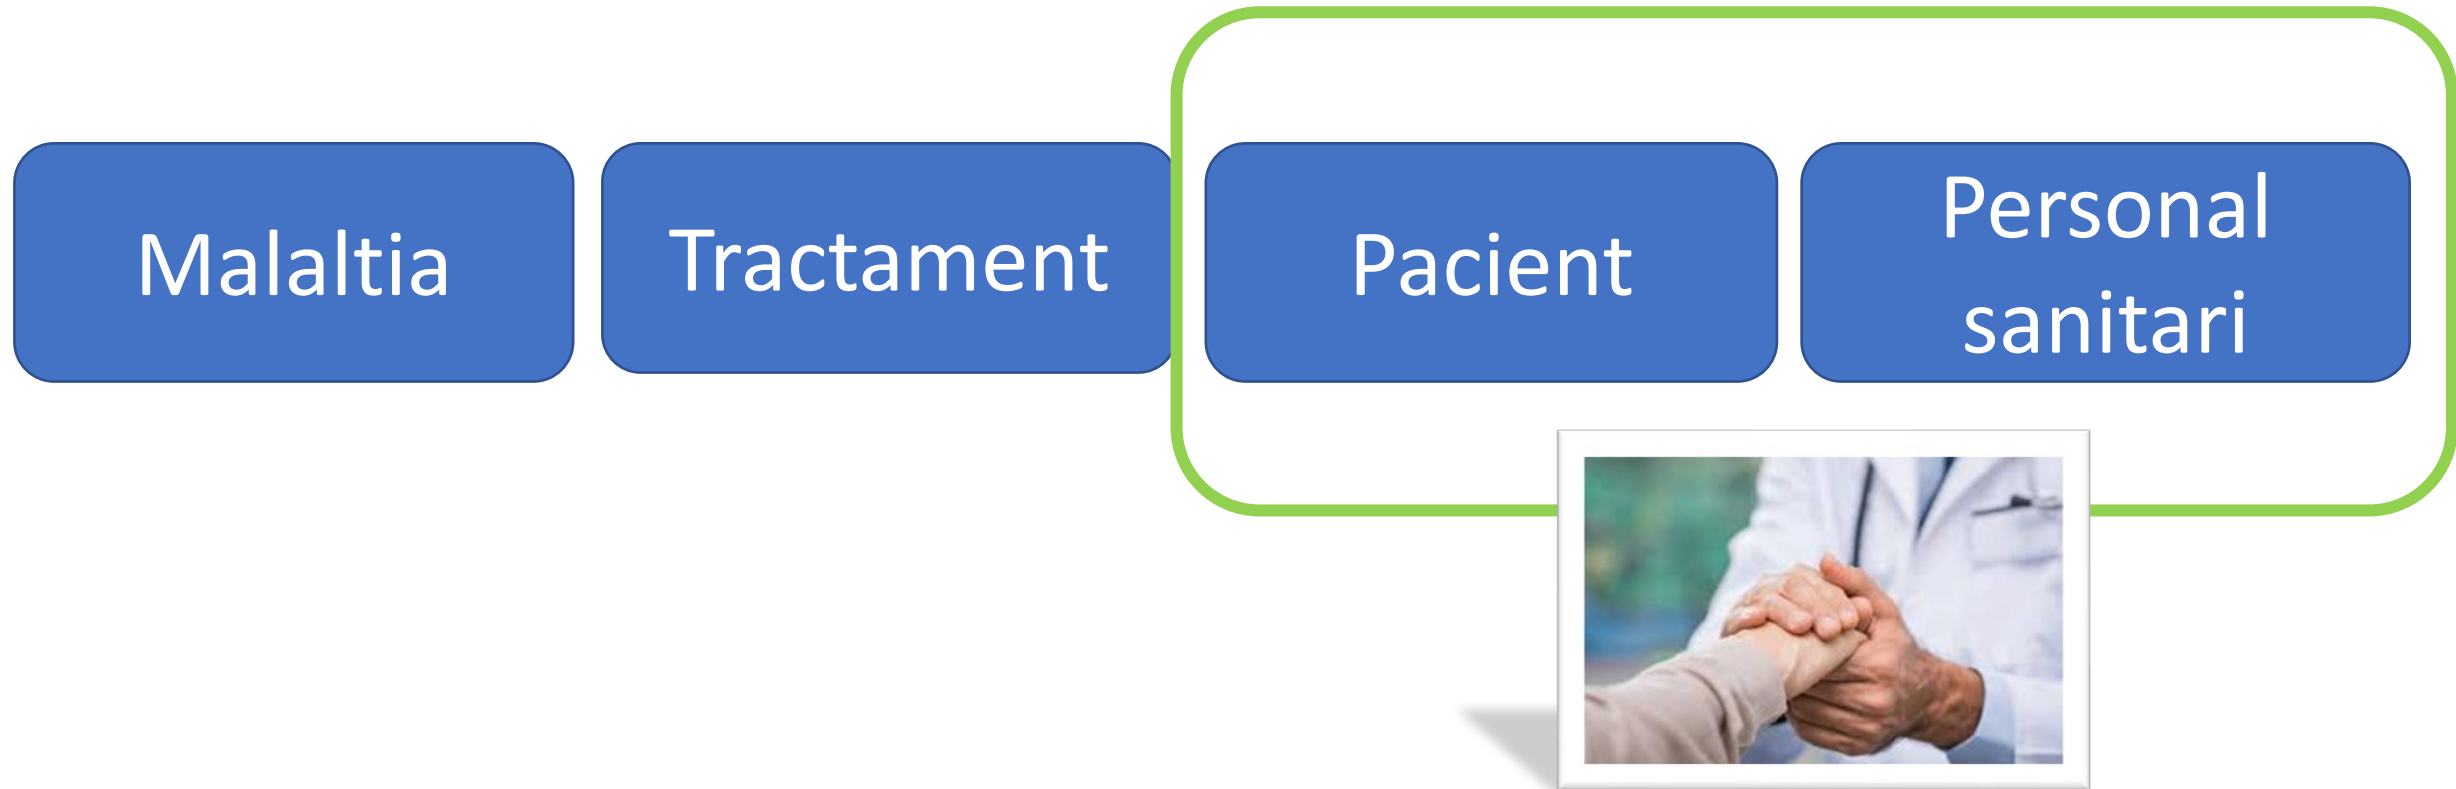 Malaltia
Tractament
Pacient
Personal
sanitari